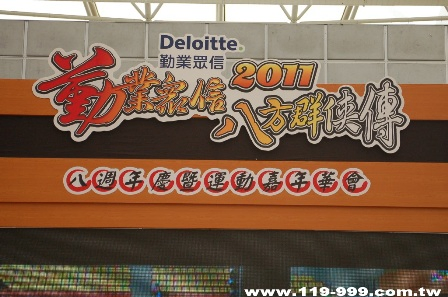 Deloitte.
勤業眾信
勤業眾信 2011
八方群俠傳
八週年慶暨運動嘉年華會
www.119-999.com.tw